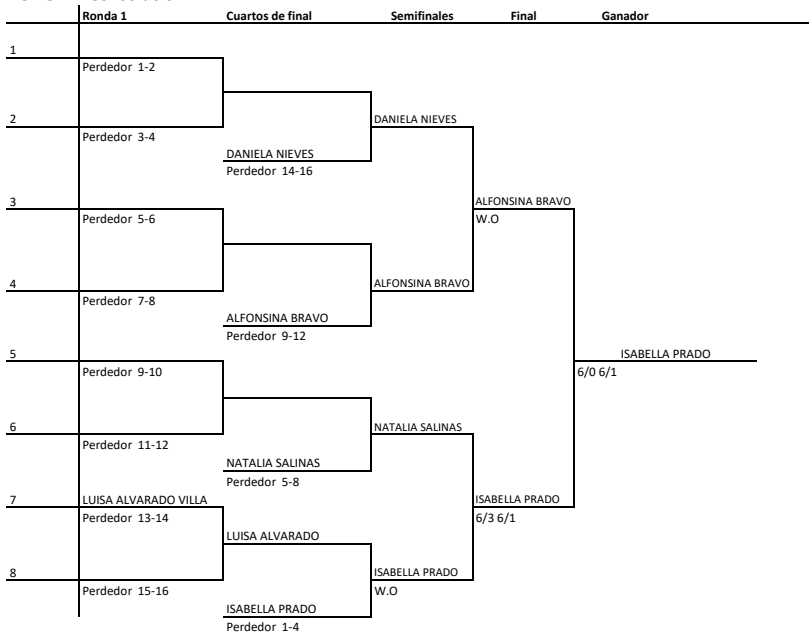 Ronda 1 Cuartos de final Semifinales Final Ganador
1
Perdedor 1-2
2
DANIELA NIEVES
Perdedor 3-4
DANIELA NIEVES
Perdedor 14-16
3
ALFONSINA BRAVO
Perdedor 5-6
W.O
4
ALFONSINA BRAVO
Perdedor 7-8
ALFONSINA BRAVO
Perdedor 9-12
5
ISABELLA PRADO
Perdedor 9-10
6/0 6/1
6
NATALIA SALINAS
Perdedor 11-12
NATALIA SALINAS
Perdedor 5-8
7
LUISA ALVARADO VILLA
ISABELLA PRADO
Perdedor 13-14
6/3 6/1
LUISA ALVARADO
8
ISABELLA PRADO
Perdedor 15-16
W.O
ISABELLA PRADO
Perdedor 1-4